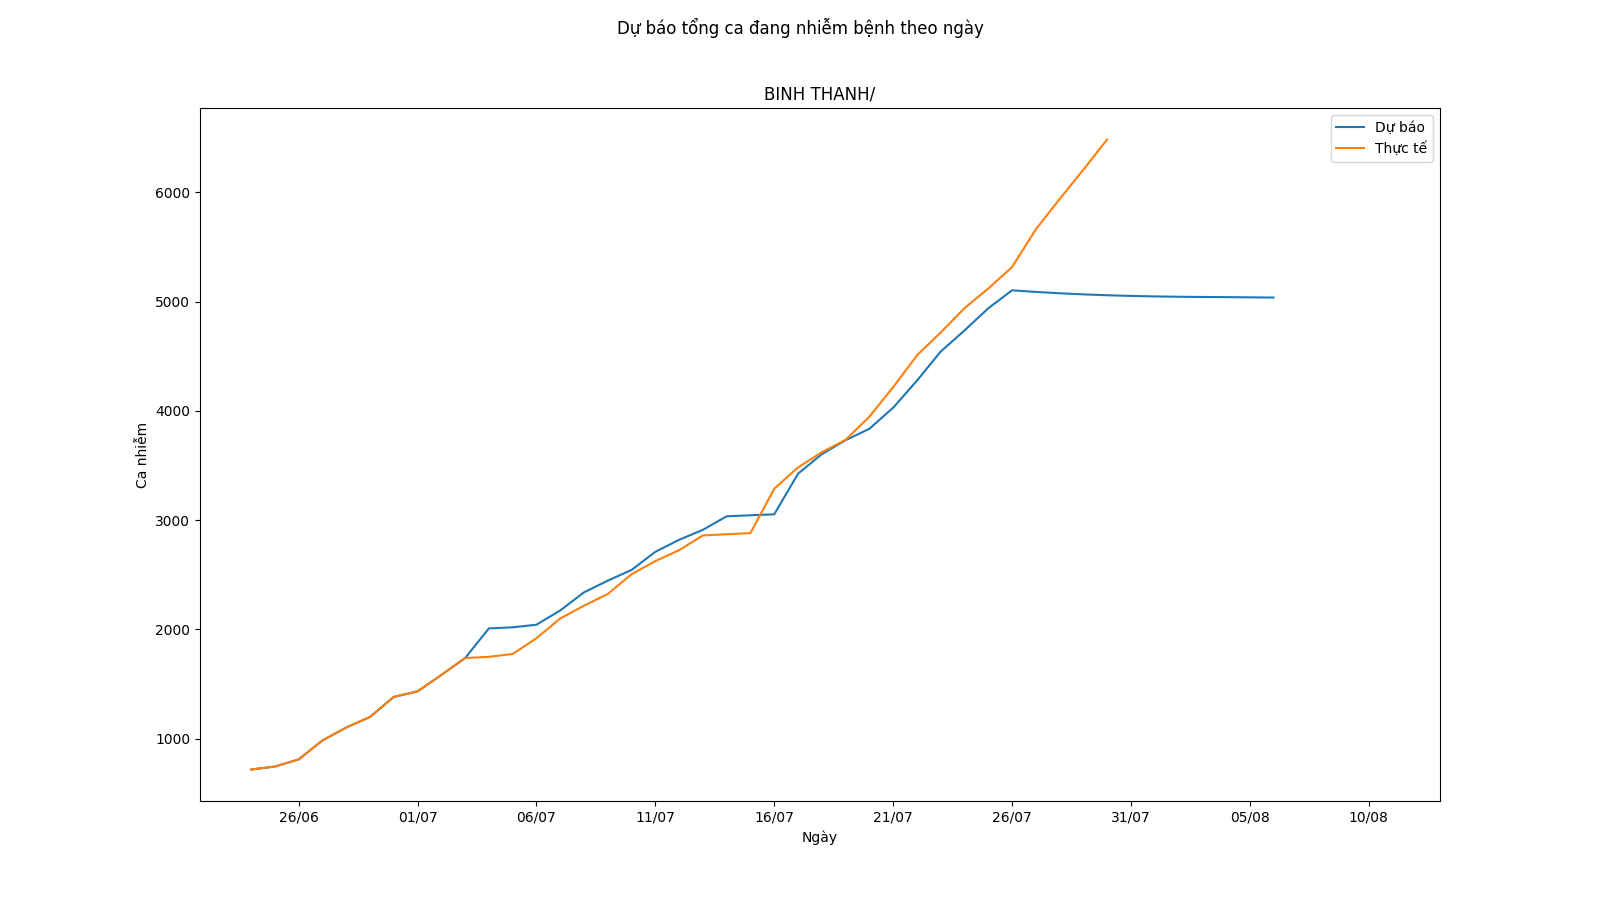 Dự báo tổng ca đang nhiễm bệnh theo ngày
BINH THANH/
Dự báo
Thực tế
6000
5000
4000
3000
2000
1000
Ca nhiễm
26/06 01/07 06/07 11/07 16/07 21/07 26/07 31/07 05/08 10/08
Ngày